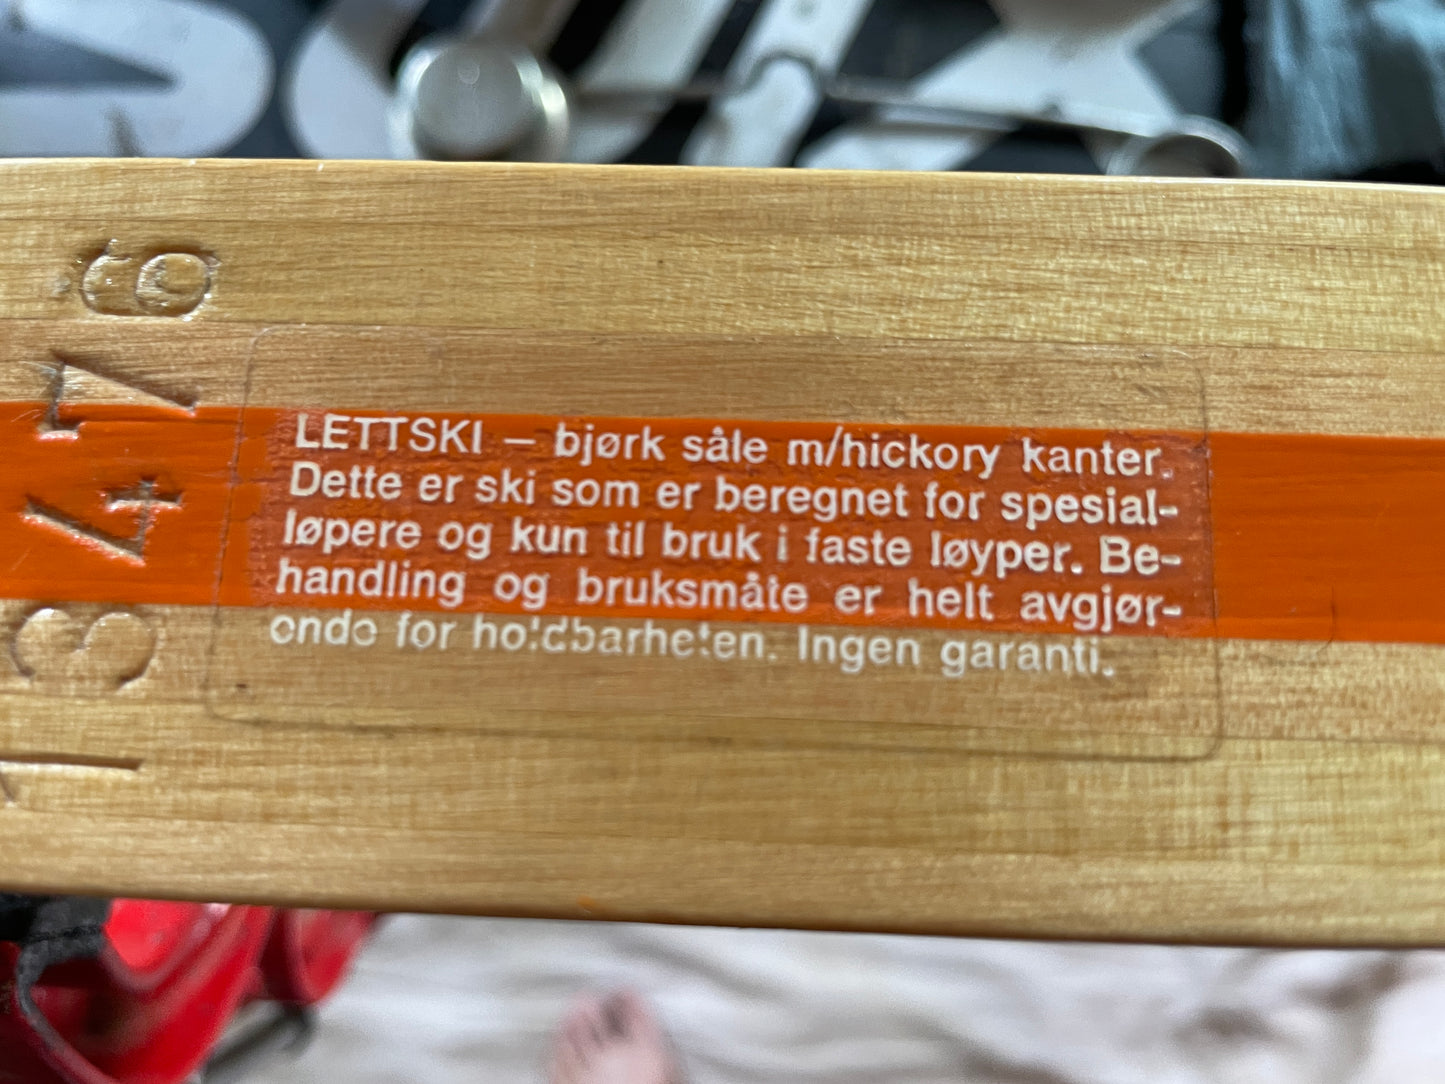 LETTSKI – bjørk såle m/hickory kanter.
Dette er ski som er beregnet for spesial-
løpere og kun til bruk i faste løyper. Be-
handling og bruksmåte er helt avgjør-
ende for holdbarheten. Ingen garanti.
13476